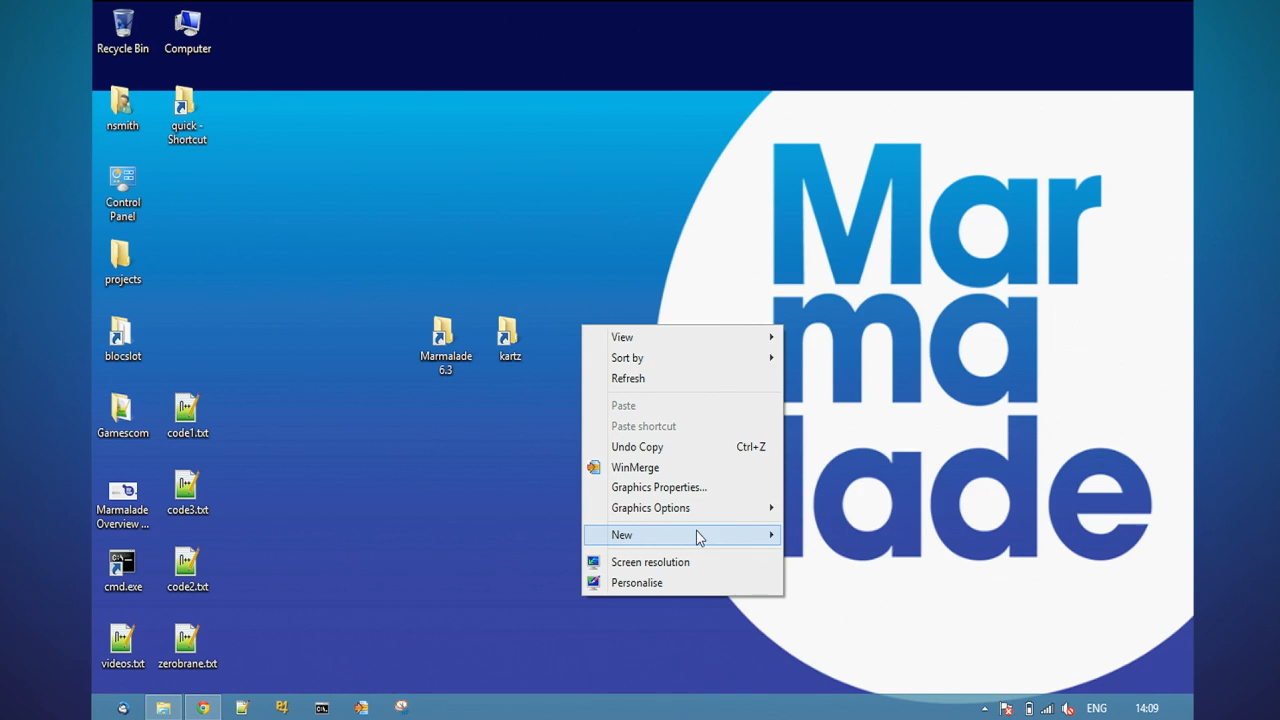 Recycle Bin
Computer
nsmith
quick -
Shortcut
Control
Panel
projects
blocslot
Marmalade
6.3
kartz
Gamescom
code1.txt
Marmalade
Overview ...
code3.txt
cmd.exe
code2.txt
videos.txt
zerobrane.txt
View
Sort by
Refresh
Paste
Paste shortcut
Undo Copy Ctrl+Z
WinMerge
Graphics Properties...
Graphics Options
New
Screen resolution
Personalise
Mar
ma
lade
ENG
14:09